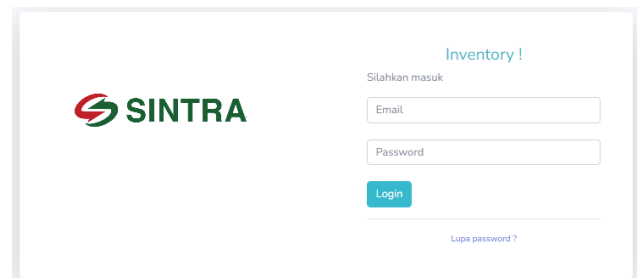 SINTRA
Inventory !
Silahkan masuk
Email
Password
Login
Lupa password ?